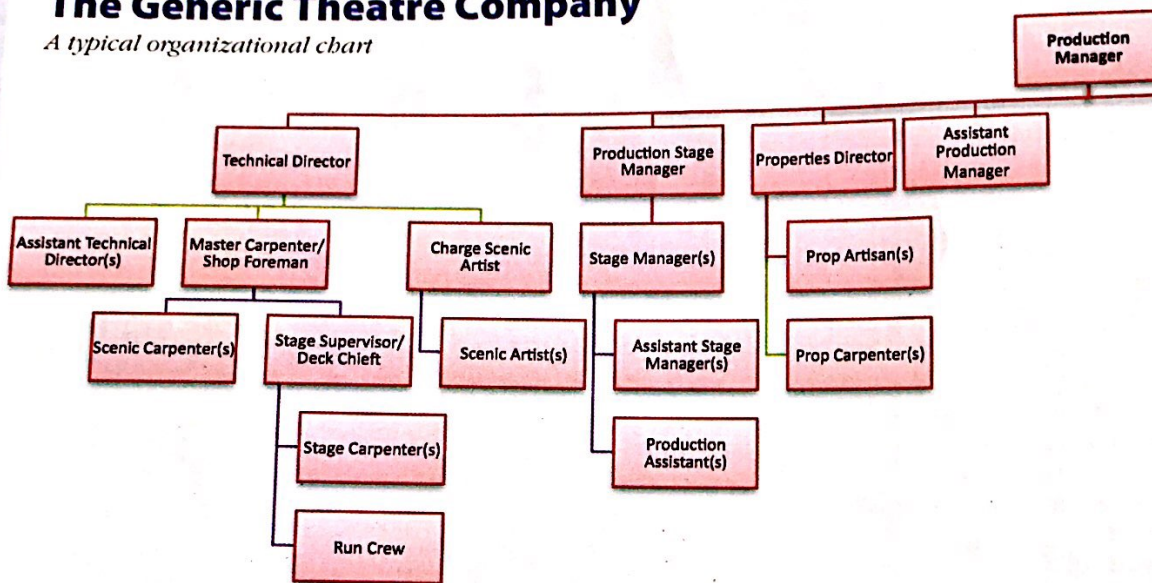 The Generic Theatre Company
A typical organizational chart
Production
Manager
Technical Director
Production Stage
Manager
Properties Director
Assistant
Production
Manager
Assistant Technical
Director(s)
Master Carpenter/
Shop Foreman
Charge Scenic
Artist
Stage Manager(s)
Prop Artisan(s)
Scenic Carpenter(s)
Stage Supervisor/
Deck Chieft
Scenic Artist(s)
Assistant Stage
Manager(s)
Prop Carpenter(s)
Stage Carpenter(s)
Production
Assistant(s)
Run Crew